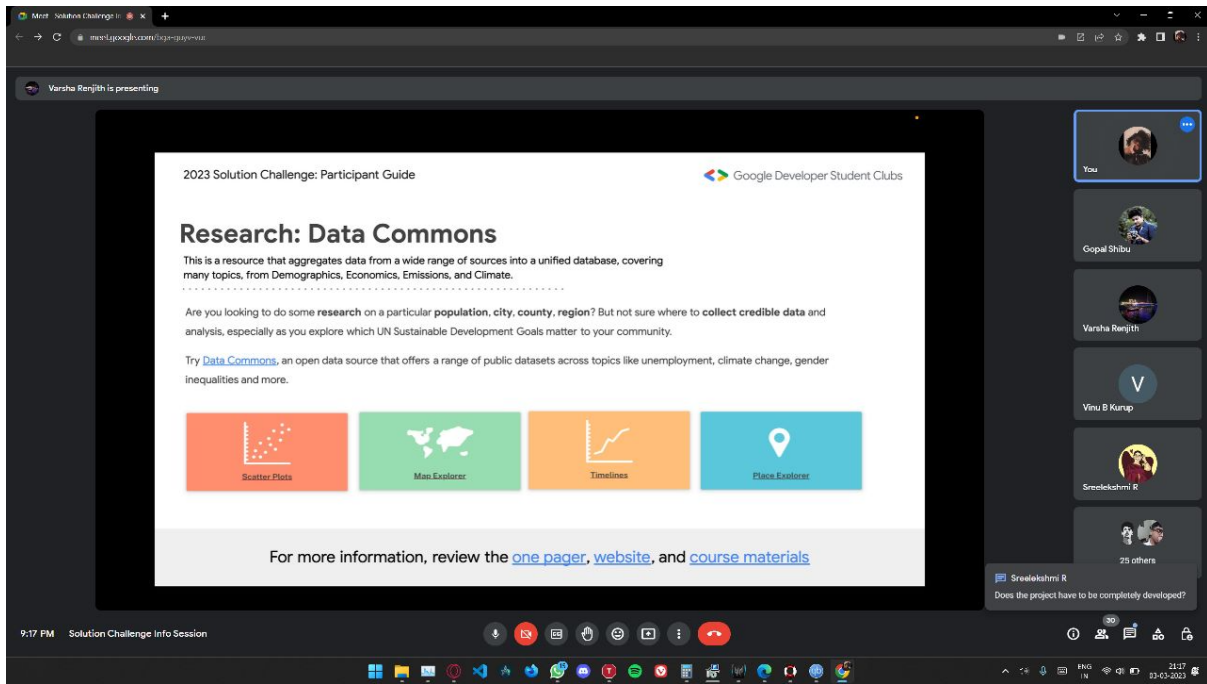 Meet - Solution Challenge In
meet.google.com/bqs-quyv-vui
Varsha Renjith is presenting
2023 Solution Challenge: Participant Guide
Google Developer Student Clubs
Research: Data Commons
This is a resource that aggregates data from a wide range of sources into a unified database, covering
many topics, from Demographics, Economics, Emissions, and Climate.
Are you looking to do some research on a particular population, city, county, region? But not sure where to collect credible data and
analysis, especially as you explore which UN Sustainable Development Goals matter to your community.
Try Data Commons, an open data source that offers a range of public datasets across topics like unemployment, climate change, gender
inequalities and more.
Scatter Plots
Map Explorer
Timelines
Place Explorer
For more information, review the one pager, website, and course materials
You
Gopal Shibu
Varsha Renjith
V
Vinu B Kurup
Sreelekshmi R
25 others
Sreelekshmi R
Does the project have to be completely developed?
9:17 PM Solution Challenge Info Session
30
ENG
IN
21:17
03-03-2023